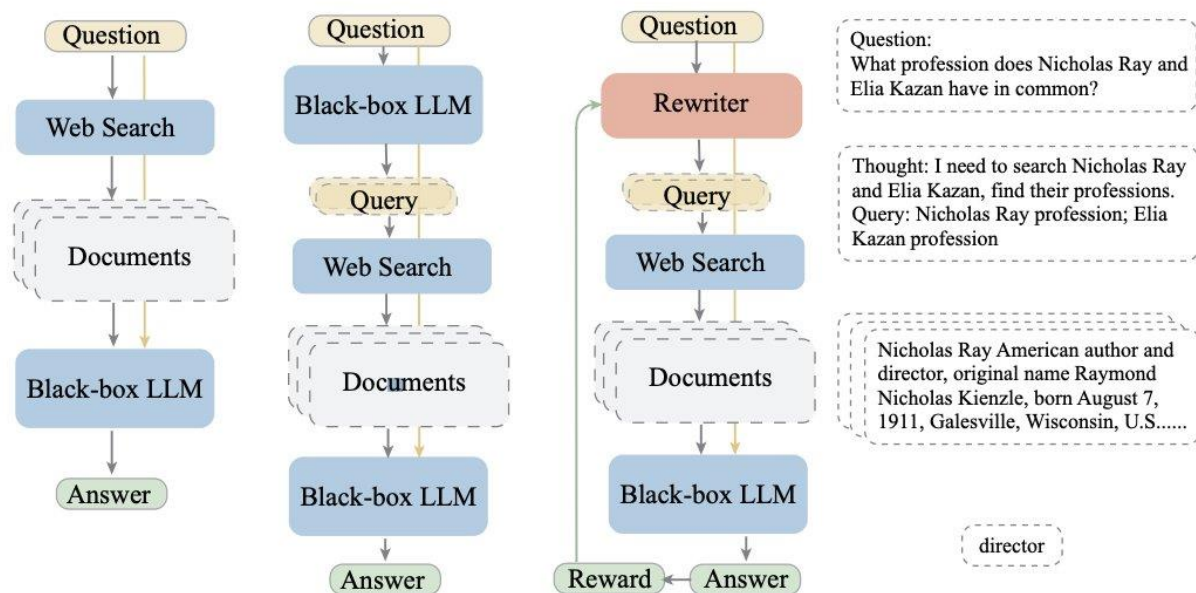 Question
Web Search
Documents
Black-box LLM
Answer
Question
Black-box LLM
Query
Web Search
Documents
Black-box LLM
Answer
Question
Rewriter
Query
Web Search
Documents
Black-box LLM
Reward
Answer
Question:
What profession does Nicholas Ray and
Elia Kazan have in common?
Thought: I need to search Nicholas Ray
and Elia Kazan, find their professions.
Query: Nicholas Ray profession; Elia
Kazan profession
Nicholas Ray American author and
director, original name Raymond
Nicholas Kienzle, born August 7,
1911, Galesville, Wisconsin, U.S......
director